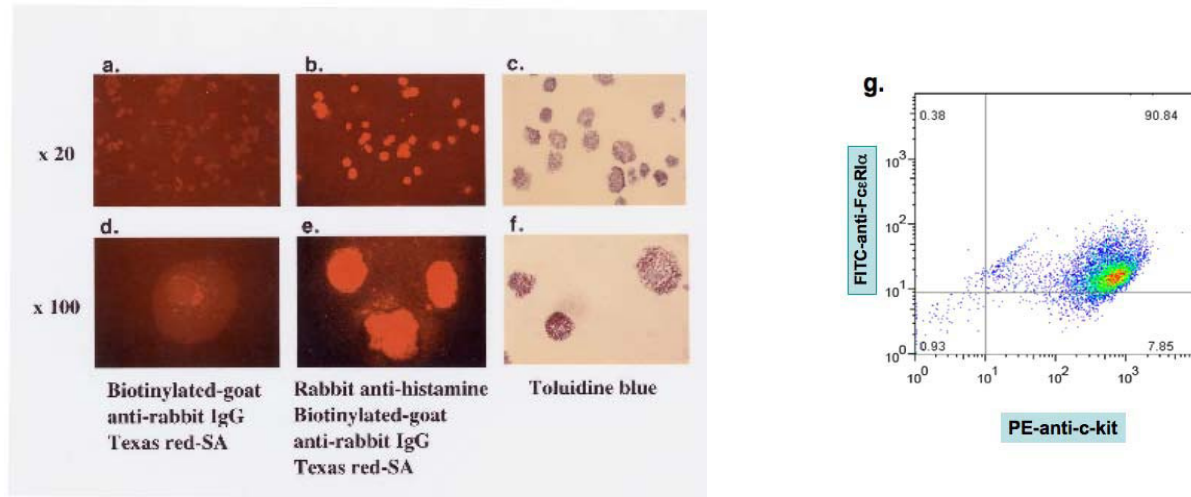 a.
b.
c.
x 20
d.
e.
f.
x 100
Biotinylated-goat
anti-rabbit IgG
Texas red-SA
Rabbit anti-histamine
Biotinylated-goat
anti-rabbit IgG
Texas red-SA
Toluidine blue
g.
0.38
90.84
10³
10²
10¹
10⁰
0.93
7.85
10⁰
10¹
10²
10³
FITC-anti-FcεRIα
PE-anti-c-kit